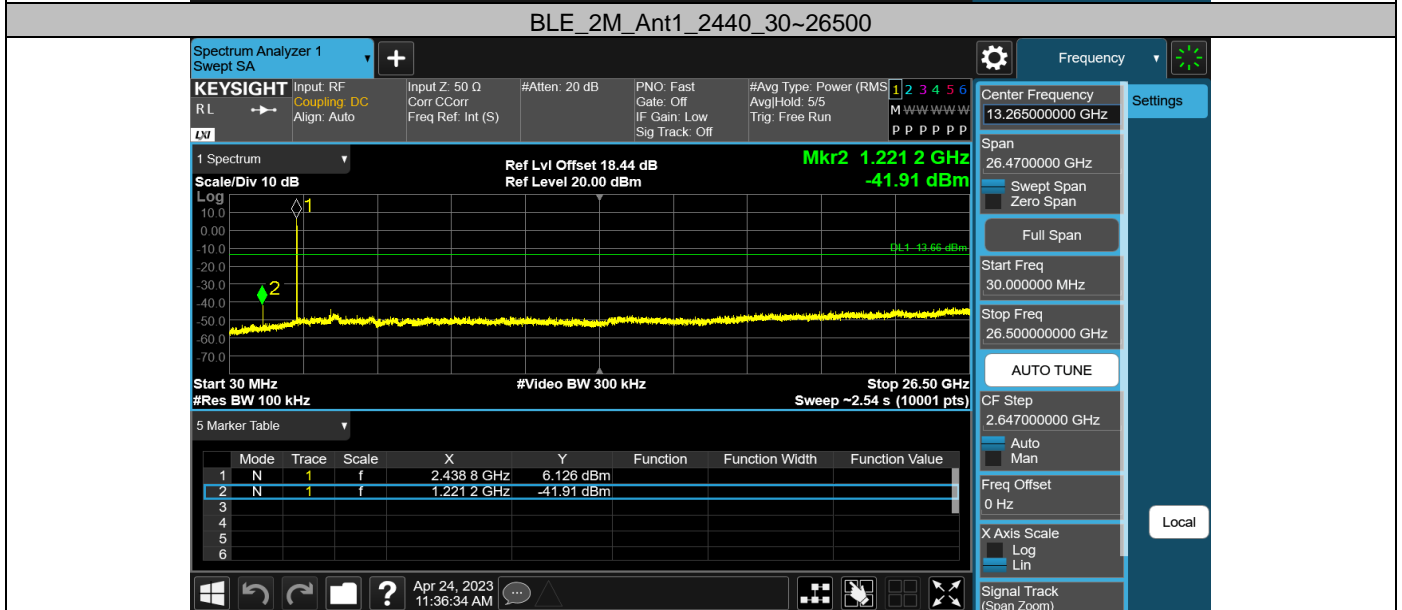 BLE_2M_Ant1_2440_30~26500
Spectrum Analyzer 1
Swept SA
+
Frequency
KEYSIGHT
RL
LXI
Input: RF
Coupling: DC
Align: Auto
Input Z: 50 Ω
Corr CCorr
Freq Ref: Int (S)
#Atten: 20 dB
PNO: Fast
Gate: Off
IF Gain: Low
Sig Track: Off
#Avg Type: Power (RMS
Avg|Hold: 5/5
Trig: Free Run
1 2 3 4 5 6
M W W W W W
P P P P P P
1 Spectrum
Scale/Div 10 dB
Ref Lvl Offset 18.44 dB
Ref Level 20.00 dBm
Mkr2 1.221 2 GHz
-41.91 dBm
Log
10.0
0.00
-10.0
-20.0
-30.0
-40.0
-50.0
-60.0
-70.0
1
2
DL1 -13.66 dBm
Start 30 MHz
#Video BW 300 kHz
Stop 26.50 GHz
#Res BW 100 kHz
Sweep ~2.54 s (10001 pts)
5 Marker Table
Mode Trace Scale X Y Function Function Width Function Value
1 N 1 f 2.438 8 GHz 6.126 dBm
2 N 1 f 1.221 2 GHz -41.91 dBm
3
4
5
6
?
Apr 24, 2023
11:36:34 AM
Center Frequency
13.265000000 GHz
Settings
Span
26.4700000 GHz
Swept Span
Zero Span
Full Span
Start Freq
30.000000 MHz
Stop Freq
26.500000000 GHz
AUTO TUNE
CF Step
2.647000000 GHz
Auto
Man
Freq Offset
0 Hz
Local
X Axis Scale
Log
Lin
Signal Track
(Span Zoom)